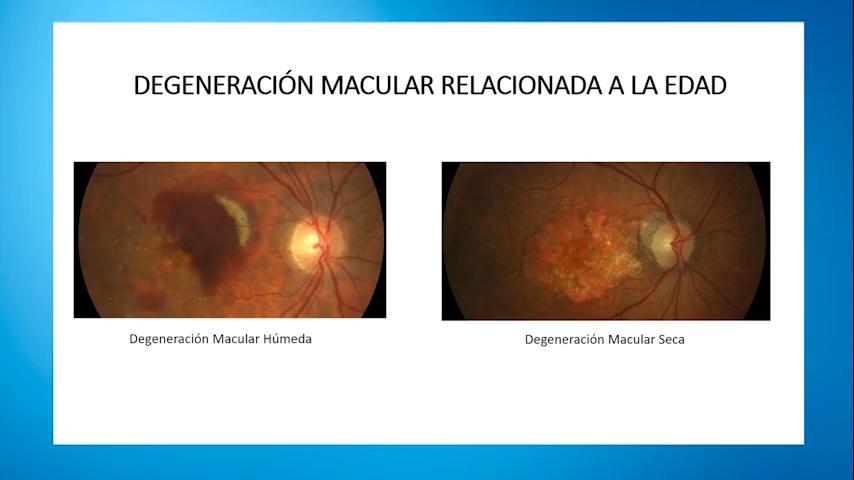 DEGENERACIÓN MACULAR RELACIONADA A LA EDAD
Degeneración Macular Húmeda
Degeneración Macular Seca